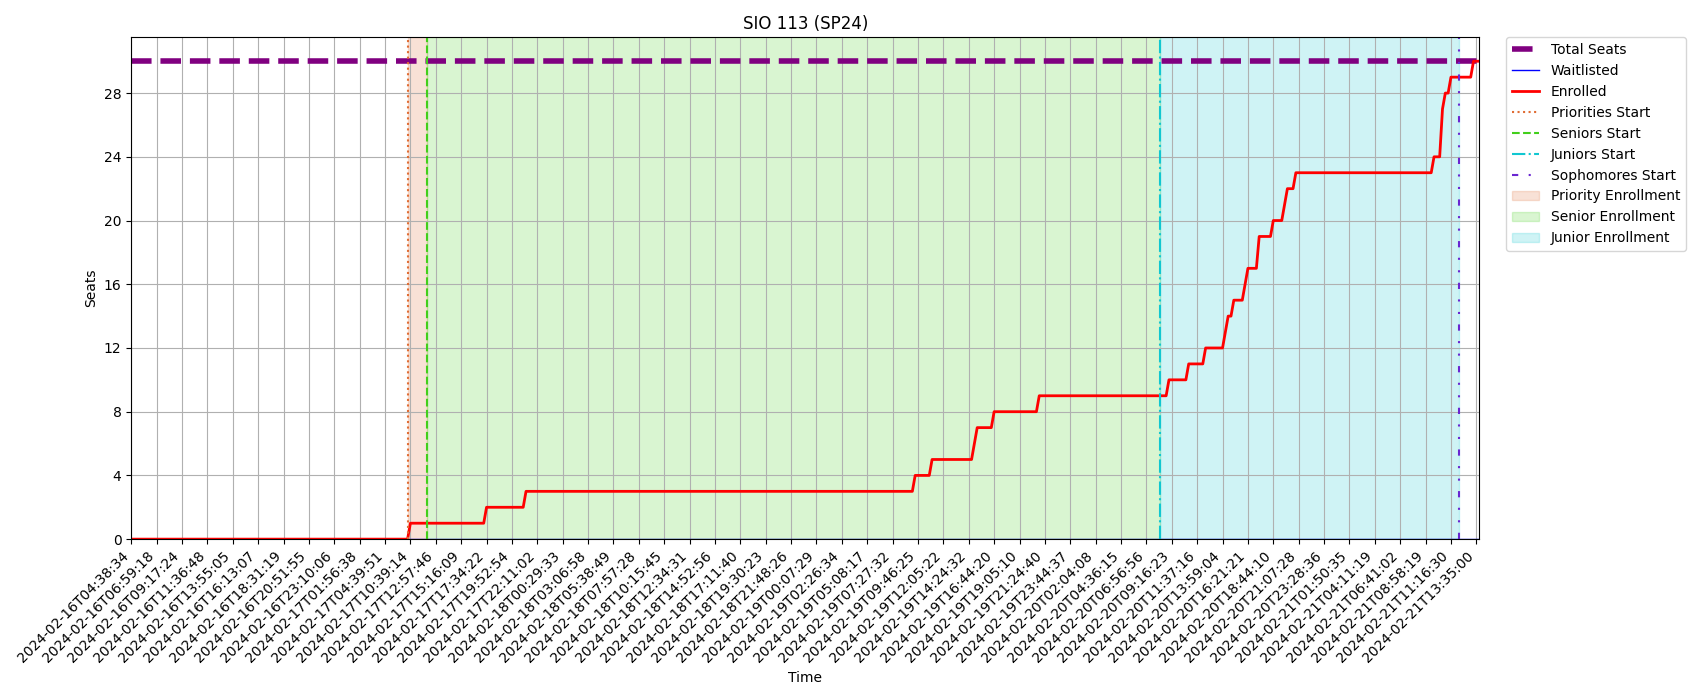 SIO 113 (SP24)
Total Seats
Waitlisted
Enrolled
Priorities Start
Seniors Start
Juniors Start
Sophomores Start
Priority Enrollment
Senior Enrollment
Junior Enrollment
Seats
28
24
20
16
12
8
4
0
2024-02-16T04:38:34
2024-02-16T06:59:18
2024-02-16T09:17:24
2024-02-16T11:36:48
2024-02-16T13:55:05
2024-02-16T16:13:07
2024-02-16T18:31:19
2024-02-16T20:51:55
2024-02-16T23:10:06
2024-02-17T01:56:38
2024-02-17T04:39:51
2024-02-17T10:39:14
2024-02-17T12:57:46
2024-02-17T15:16:09
2024-02-17T17:34:22
2024-02-17T19:52:54
2024-02-17T22:11:02
2024-02-18T00:29:33
2024-02-18T03:06:58
2024-02-18T05:38:49
2024-02-18T07:57:28
2024-02-18T10:15:45
2024-02-18T12:34:31
2024-02-18T14:52:56
2024-02-18T17:11:40
2024-02-18T19:30:23
2024-02-18T21:48:26
2024-02-19T00:07:29
2024-02-19T02:26:34
2024-02-19T05:08:17
2024-02-19T07:27:32
2024-02-19T09:46:25
2024-02-19T12:05:22
2024-02-19T14:24:32
2024-02-19T16:44:20
2024-02-19T19:05:10
2024-02-19T21:24:40
2024-02-19T23:44:37
2024-02-20T02:04:08
2024-02-20T04:36:15
2024-02-20T06:56:56
2024-02-20T09:16:23
2024-02-20T11:37:16
2024-02-20T13:59:04
2024-02-20T16:21:21
2024-02-20T18:44:10
2024-02-20T21:07:28
2024-02-20T23:28:36
2024-02-21T01:50:35
2024-02-21T04:11:19
2024-02-21T06:41:02
2024-02-21T08:58:19
2024-02-21T11:16:30
2024-02-21T13:35:00
Time